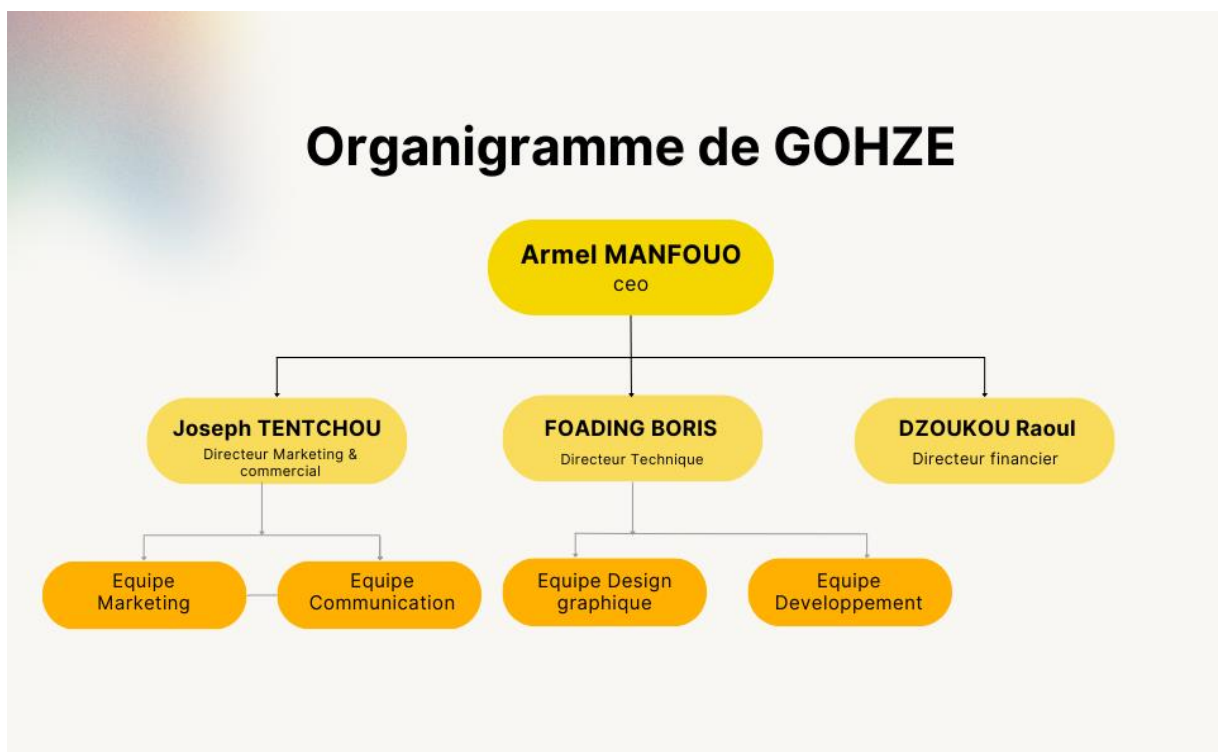 Organigramme de GOHZE
Armel MANFOUO
ceo
Joseph TENTCHOU
Directeur Marketing &
commercial
FOADING BORIS
Directeur Technique
DZOUKOU Raoul
Directeur financier
Equipe
Marketing
Equipe
Communication
Equipe Design
graphique
Equipe
Developpement